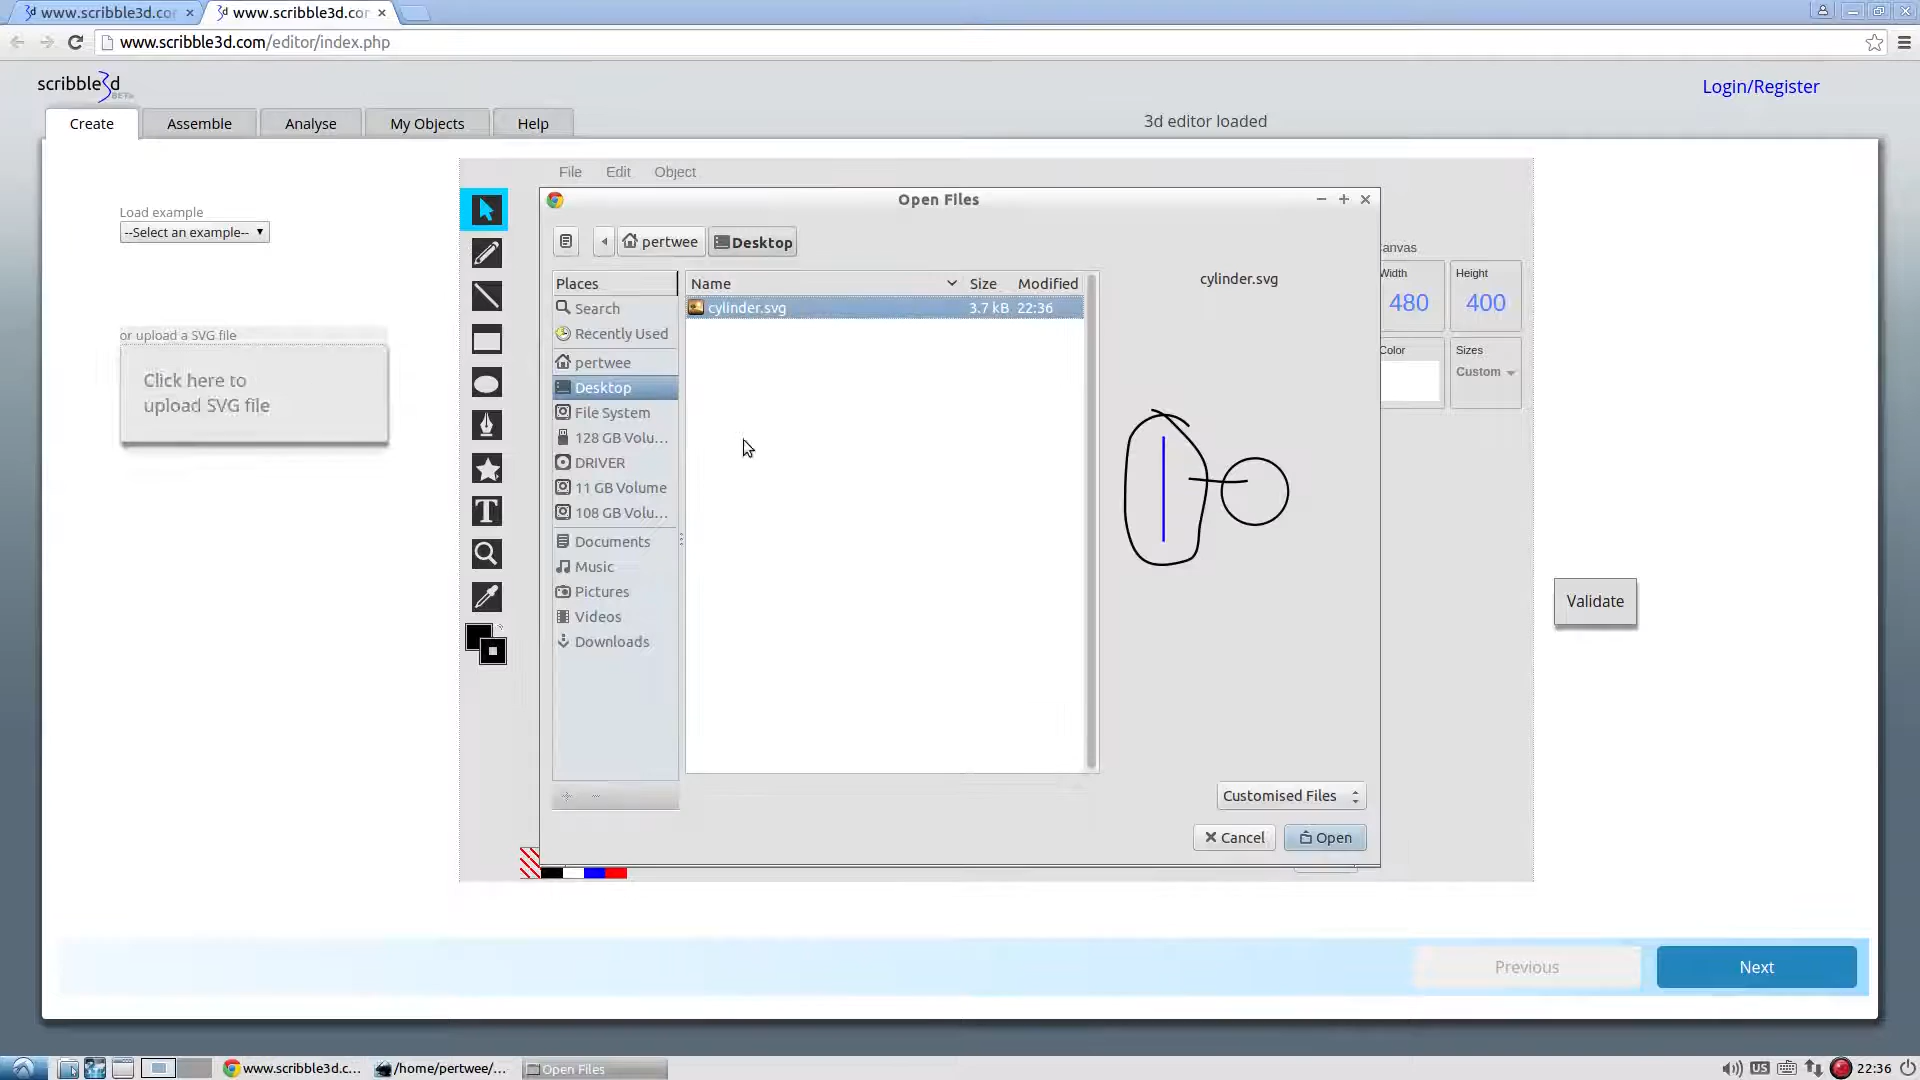 www.scribble3d.cor
www.scribble3d.cor
www.scribble3d.com/editor/index.php
scribble3d
BETA
Login/Register
Create
Assemble
Analyse
My Objects
Help
3d editor loaded
File
Edit
Object
Load example
--Select an example--
or upload a SVG file
Click here to
upload SVG file
Open Files
pertwee
Desktop
Places
Search
Recently Used
pertwee
Desktop
File System
128 GB Volu...
DRIVER
11 GB Volume
108 GB Volu...
Documents
Music
Pictures
Videos
Downloads
Name
Size
Modified
cylinder.svg
3.7 kB
22:36
cylinder.svg
Customised Files
Cancel
Open
anvas
Width
480
Height
400
Color
Sizes
Custom
T
Validate
Previous
Next
www.scribble3d.c...
/home/pertwee/...
Open Files
US
22:36